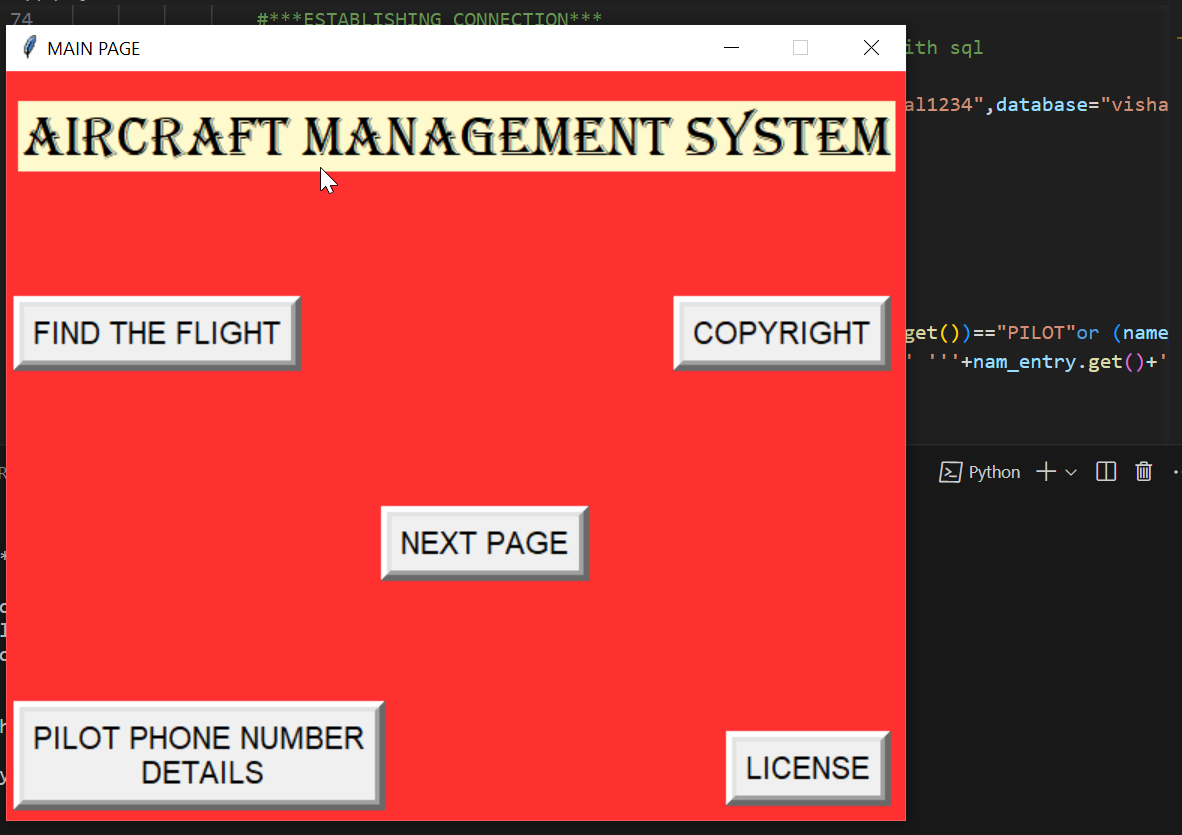 74
#***ESTABLISHING CONNECTION***
MAIN PAGE
ith sql
al1234",database="visha
AIRCRAFT MANAGEMENT SYSTEM
FIND THE FLIGHT
COPYRIGHT
get())=="PILOT"or (name
' '''+nam_entry.get()+'
Python
NEXT PAGE
PILOT PHONE NUMBER
DETAILS
LICENSE